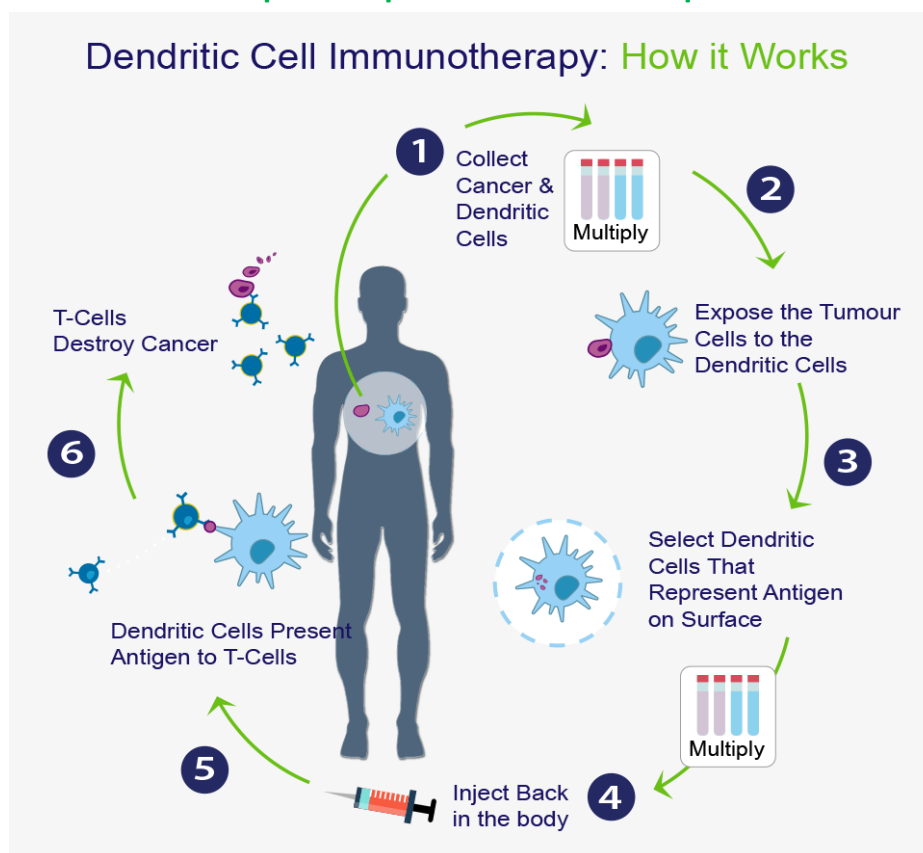 Dendritic Cell Immunotherapy: How it Works
1
Collect
Cancer &
Dendritic
Cells
Multiply
2
Expose the Tumour
Cells to the
Dendritic Cells
3
Select Dendritic
Cells That
Represent Antigen
on Surface
Multiply
4
Inject Back
in the body
5
Dendritic Cells Present
Antigen to T-Cells
6
T-Cells
Destroy Cancer